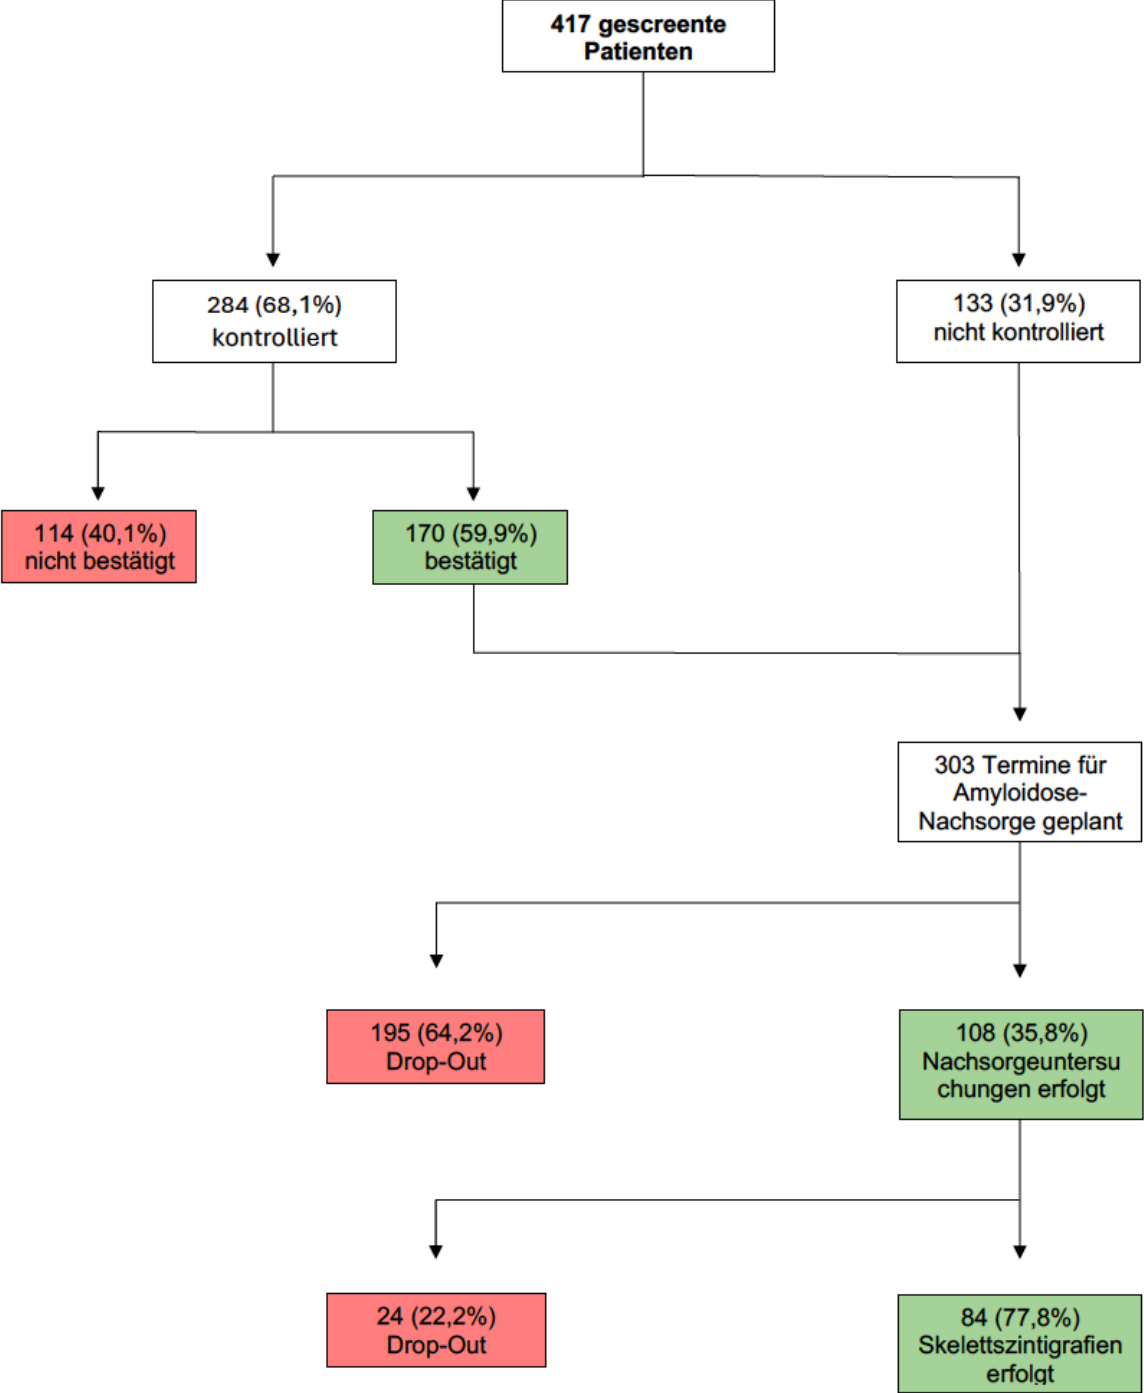 417 gescreente
Patienten
284 (68,1%)
kontrolliert
133 (31,9%)
nicht kontrolliert
114 (40,1%)
nicht bestätigt
170 (59,9%)
bestätigt
303 Termine für
Amyloidose-
Nachsorge geplant
195 (64,2%)
Drop-Out
108 (35,8%)
Nachsorgeuntersu
chungen erfolgt
24 (22,2%)
Drop-Out
84 (77,8%)
Skelettszintigrafien
erfolgt